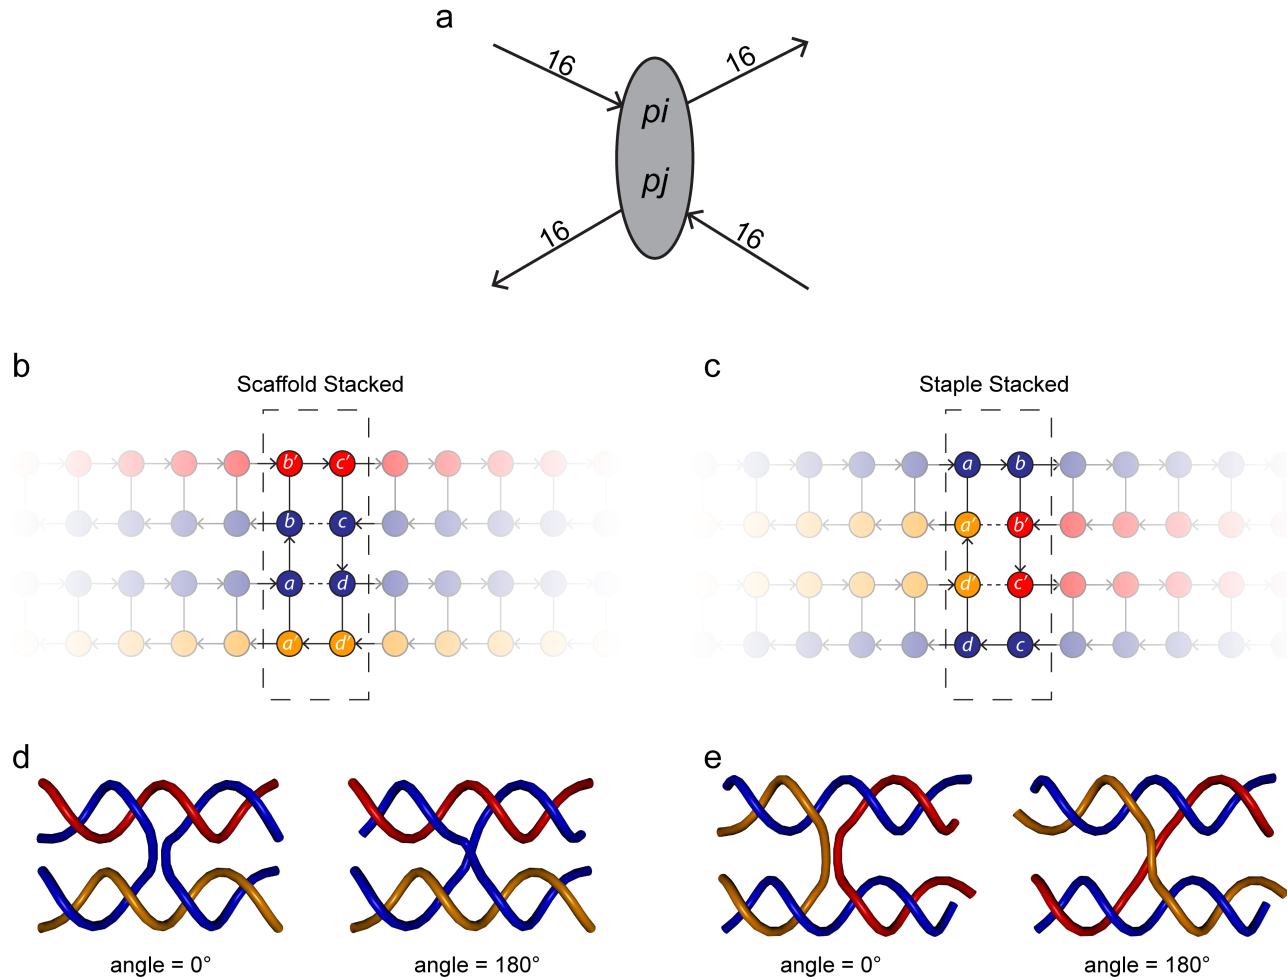 a
16 16
pi
pj
16 16
b c
Scaffold Stacked Staple Stacked
b′ c′ a b
b c a′ b′
a d d′ c′
a′ d′ d c
d e
angle = 0° angle = 180° angle = 0° angle = 180°